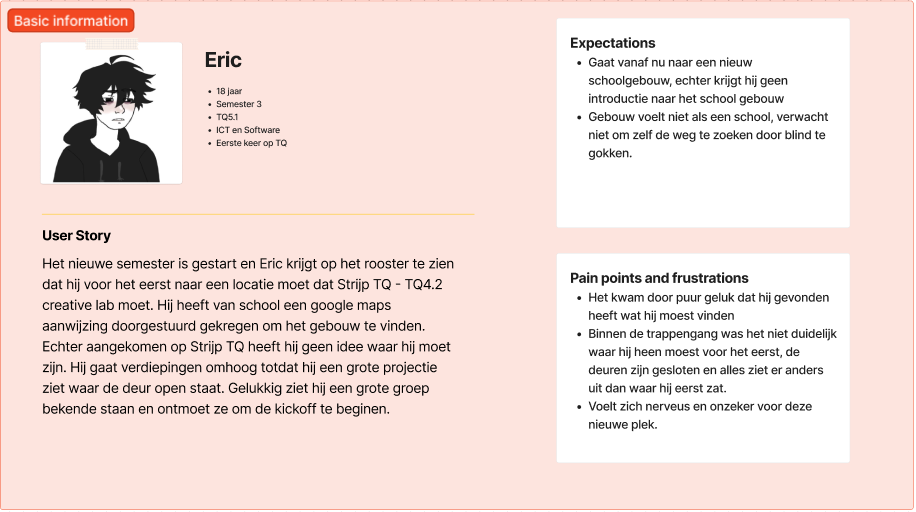 Basic information
Eric
18 jaar
Semester 3
TQ5.1
ICT en Software
Eerste keer op TQ
User Story
Het nieuwe semester is gestart en Eric krijgt op het rooster te zien
dat hij voor het eerst naar een locatie moet dat Strijp TQ - TQ4.2
creative lab moet. Hij heeft van school een google maps
aanwijzing doorgestuurd gekregen om het gebouw te vinden.
Echter aangekomen op Strijp TQ heeft hij geen idee waar hij moet
zijn. Hij gaat verdiepingen omhoog totdat hij een grote projectie
ziet waar de deur open staat. Gelukkig ziet hij een grote groep
bekende staan en ontmoet ze om de kickoff te beginen.
Expectations
Gaat vanaf nu naar een nieuw
schoolgebouw, echter krijgt hij geen
introductie naar het school gebouw
Gebouw voelt niet als een school, verwacht
niet om zelf de weg te zoeken door blind te
gokken.
Pain points and frustrations
Het kwam door puur geluk dat hij gevonden
heeft wat hij moest vinden
Binnen de trappengang was het niet duidelijk
waar hij heen moest voor het eerst, de
deuren zijn gesloten en alles ziet er anders
uit dan waar hij eerst zat.
Voelt zich nerveus en onzeker voor deze
nieuwe plek.